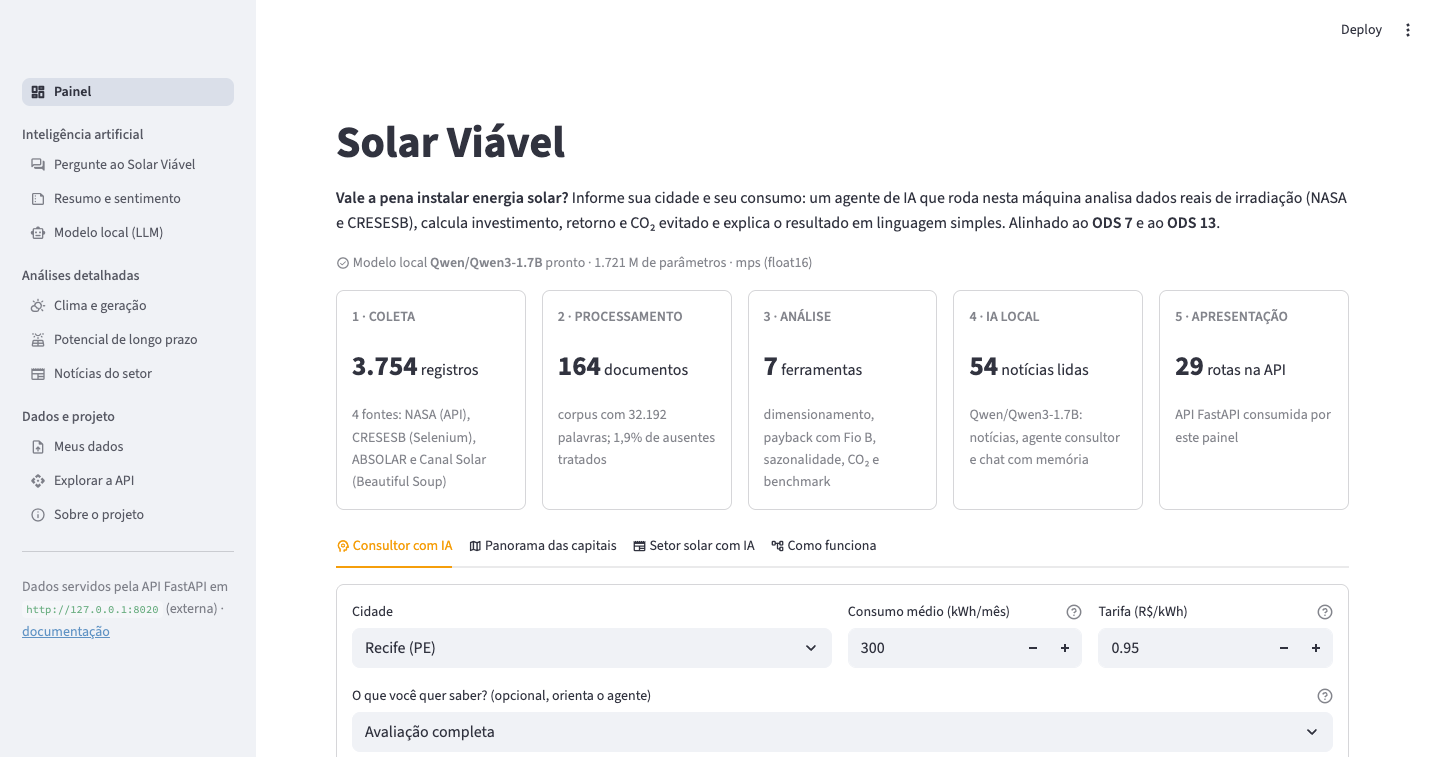 Deploy
Painel
Inteligência artificial
Pergunte ao Solar Viável
Resumo e sentimento
Modelo local (LLM)
Análises detalhadas
Clima e geração
Potencial de longo prazo
Notícias do setor
Dados e projeto
Meus dados
Explorar a API
Sobre o projeto
Dados servidos pela API FastAPI em
http://127.0.0.1:8020 (externa) ·
documentação
Solar Viável
Vale a pena instalar energia solar? Informe sua cidade e seu consumo: um agente de IA que roda nesta máquina analisa dados reais de irradiação (NASA
e CRESESB), calcula investimento, retorno e CO₂ evitado e explica o resultado em linguagem simples. Alinhado ao ODS 7 e ao ODS 13.
Modelo local Qwen/Qwen3-1.7B pronto · 1.721 M de parâmetros · mps (float16)
1 · COLETA
3.754 registros
4 fontes: NASA (API),
CRESESB (Selenium),
ABSOLAR e Canal Solar
(Beautiful Soup)
2 · PROCESSAMENTO
164 documentos
corpus com 32.192
palavras; 1,9% de ausentes
tratados
3 · ANÁLISE
7 ferramentas
dimensionamento,
payback com Fio B,
sazonalidade, CO₂ e
benchmark
4 · IA LOCAL
54 notícias lidas
Qwen/Qwen3-1.7B:
notícias, agente consultor
e chat com memória
5 · APRESENTAÇÃO
29 rotas na API
API FastAPI consumida por
este painel
Consultor com IA
Panorama das capitais
Setor solar com IA
Como funciona
Cidade
Recife (PE)
Consumo médio (kWh/mês)
300
Tarifa (R$/kWh)
0.95
O que você quer saber? (opcional, orienta o agente)
Avaliação completa